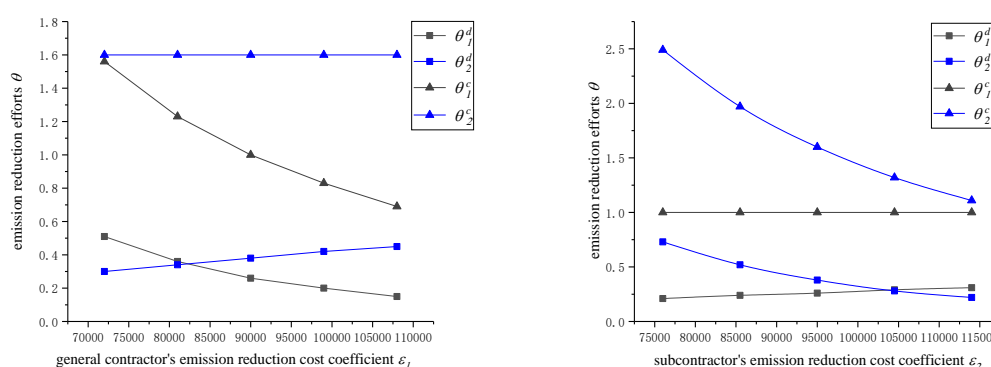 1.8
1.6
1.4
1.2
1.0
0.8
0.6
0.4
0.2
0.0
emission reduction efforts θ
70000 75000 80000 85000 90000 95000 100000 105000 110000
general contractor's emission reduction cost coefficient ε₁
θ₁ᵈ
θ₂ᵈ
θ₁ᶜ
θ₂ᶜ
2.5
2.0
1.5
1.0
0.5
0.0
emission reduction efforts θ
75000 80000 85000 90000 95000 100000 105000 110000 115000
subcontractor's emission reduction cost coefficient ε₂
θ₁ᵈ
θ₂ᵈ
θ₁ᶜ
θ₂ᶜ